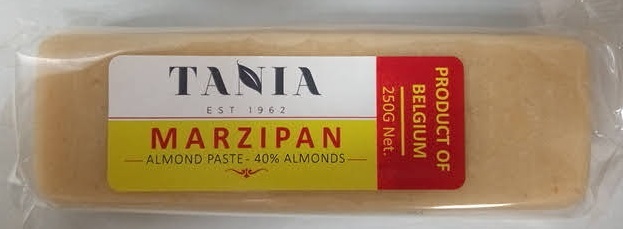 TANIA
EST 1962
MARZIPAN
ALMOND PASTE - 40% ALMONDS
PRODUCT OF
BELGIUM
250G Net.